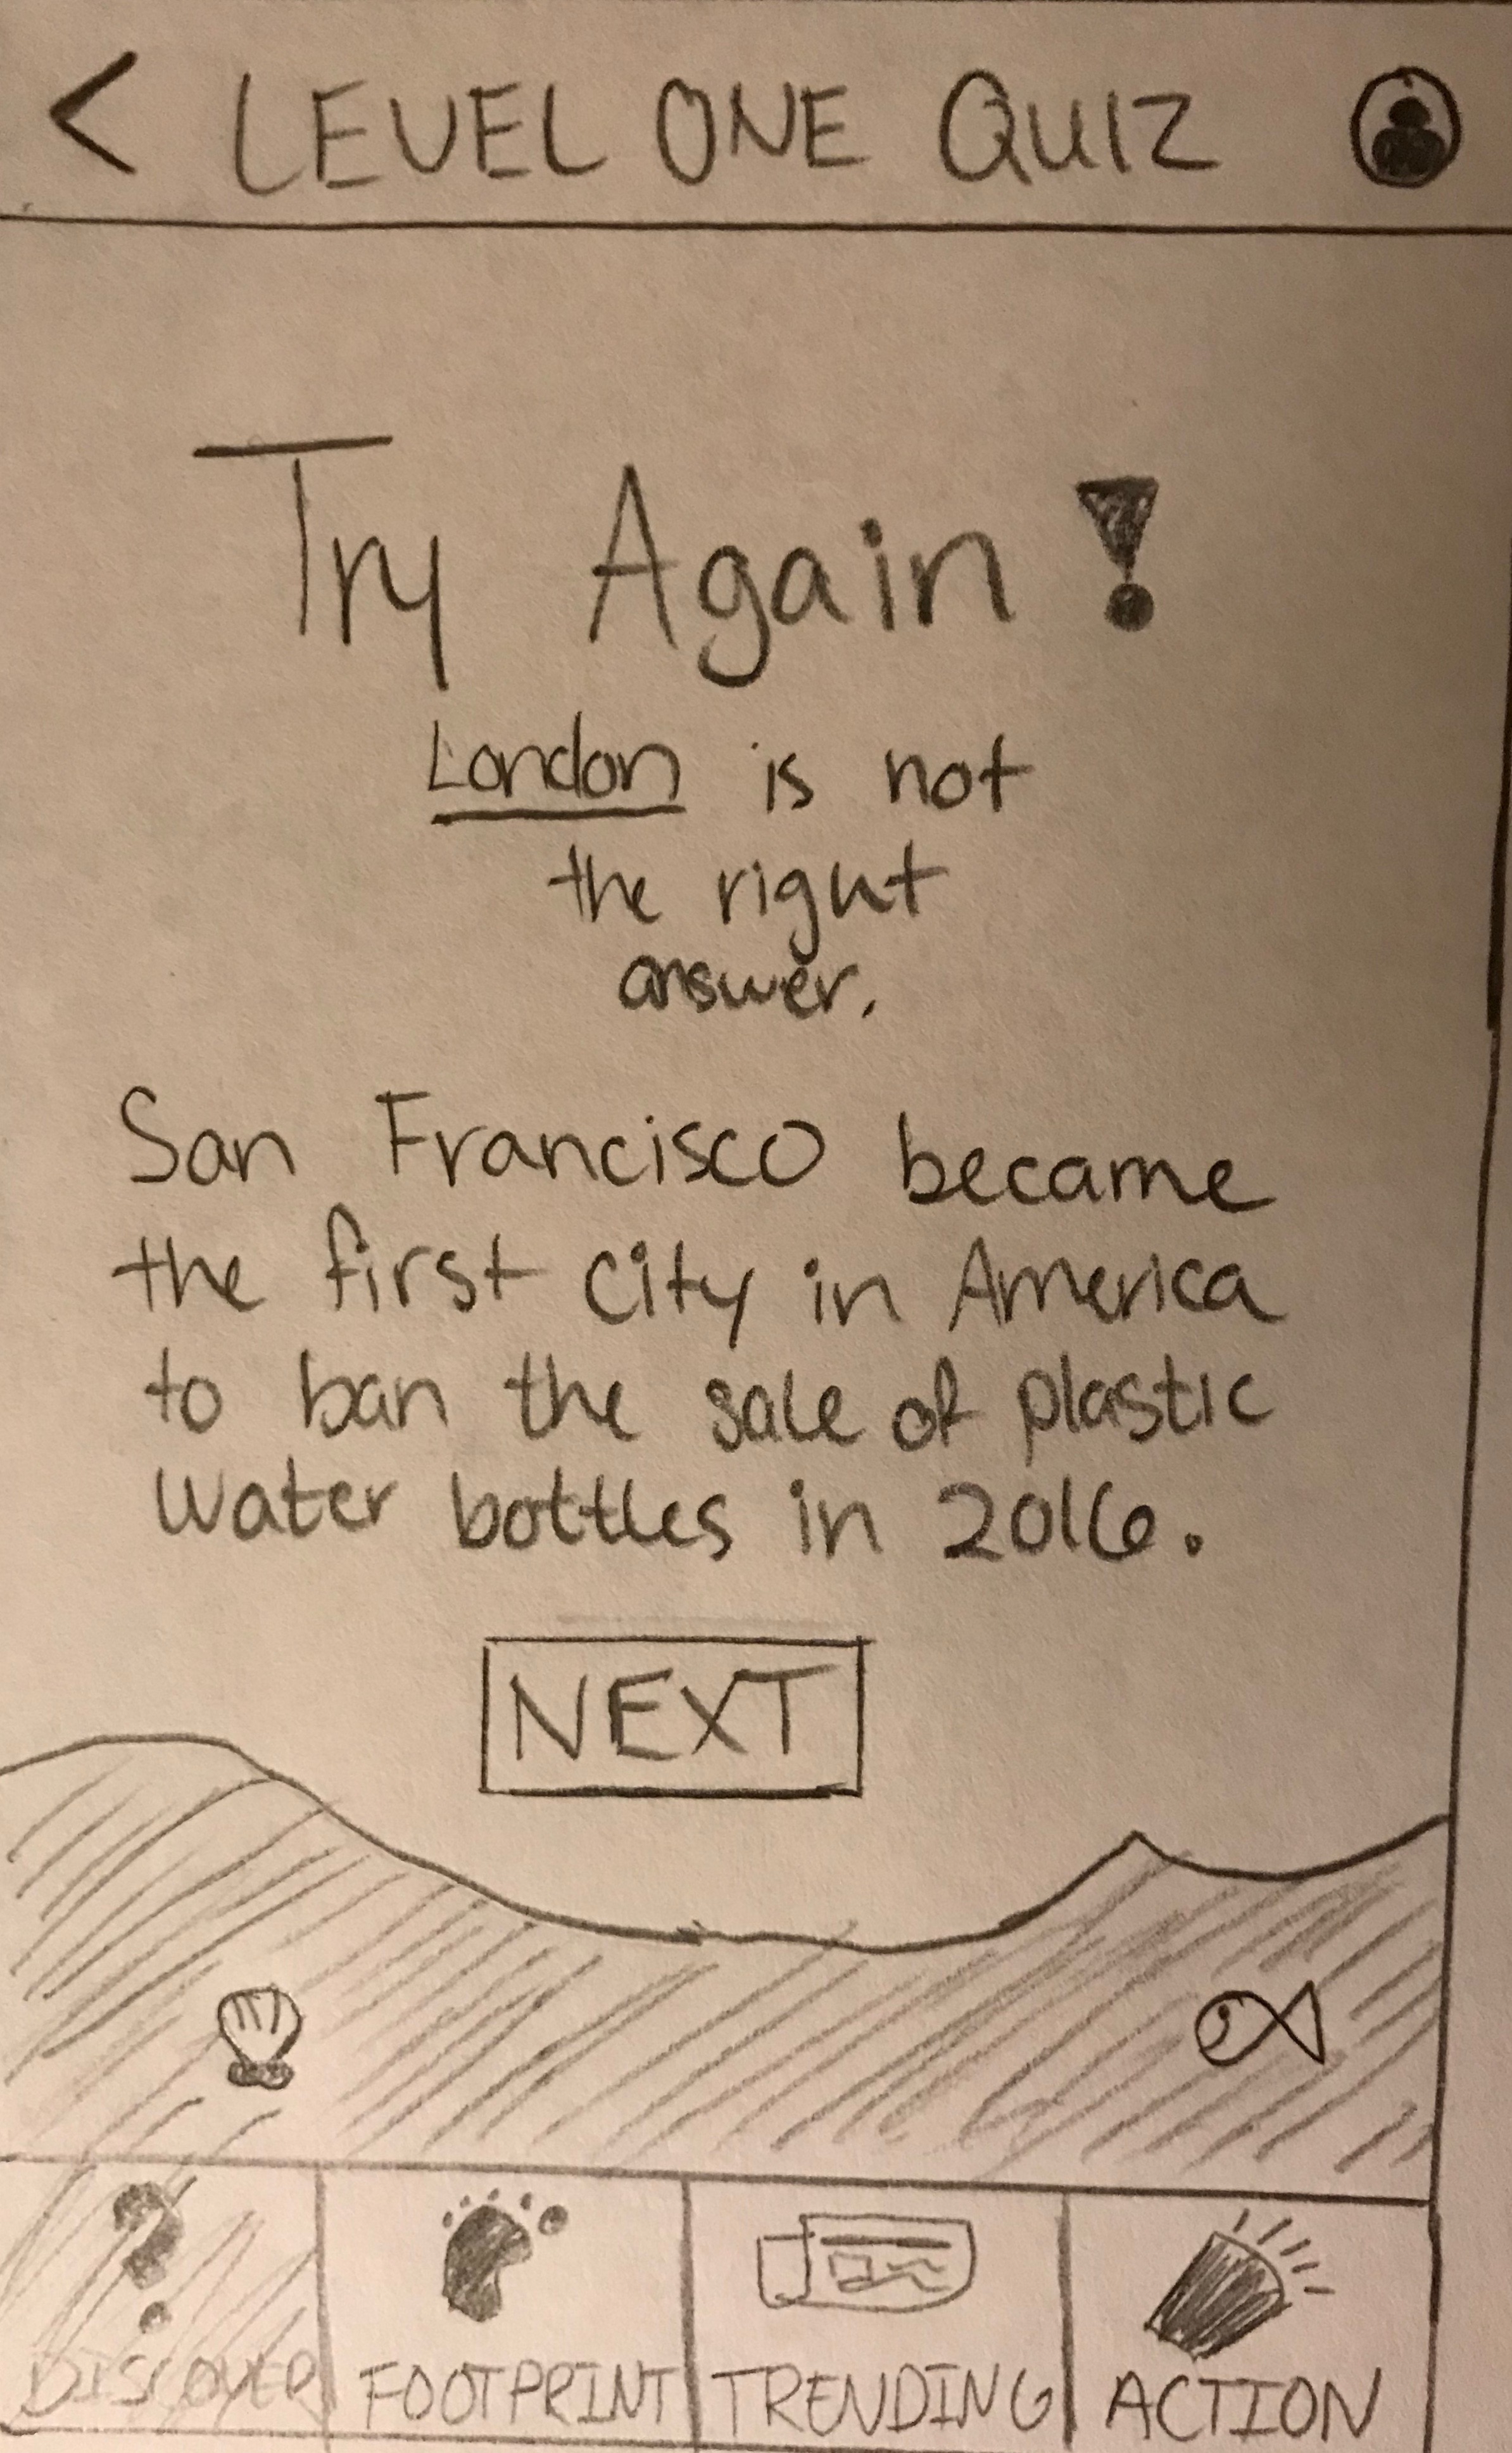 < LEVEL ONE QUIZ
Try Again!
London is not
the right
answer.
San Francisco became
the first city in America
to ban the sale of plastic
water bottles in 2016.
NEXT
DISCOVER FOOTPRINT TRENDING ACTION